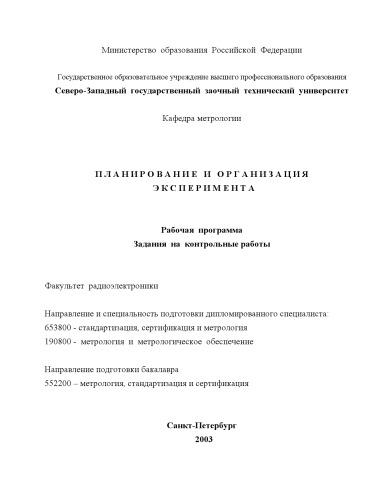 Министерство образования Российской Федерации
Государственное образовательное учреждение высшего профессионального образования
Северо-Западный государственный заочный технический университет
Кафедра метрологии
ПЛАНИРОВАНИЕ И ОРГАНИЗАЦИЯ
ЭКСПЕРИМЕНТА
Рабочая программа
Задания на контрольные работы
Факультет радиоэлектроники
Направление и специальность подготовки дипломированного специалиста:
653800 - стандартизация, сертификация и метрология
190800 - метрология и метрологическое обеспечение
Направление подготовки бакалавра
552200 – метрология, стандартизация и сертификация
Санкт-Петербург
2003